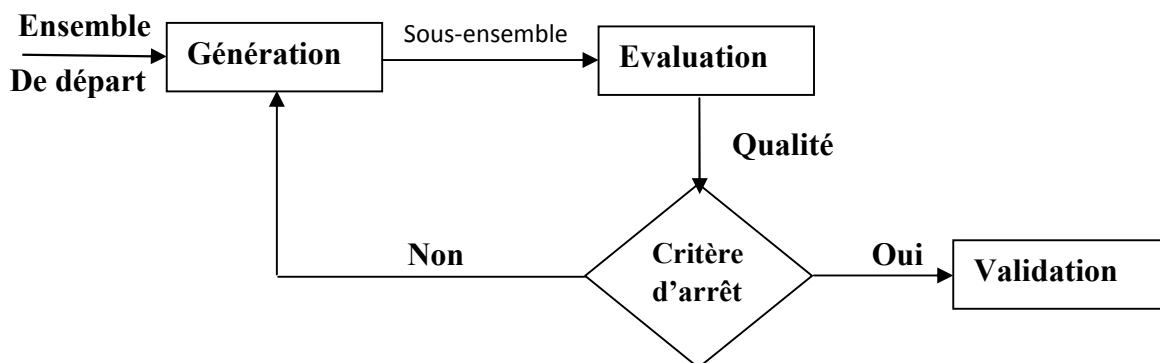 Ensemble
De départ
Génération
Sous-ensemble
Evaluation
Qualité
Critère
d’arrêt
Non
Oui
Validation